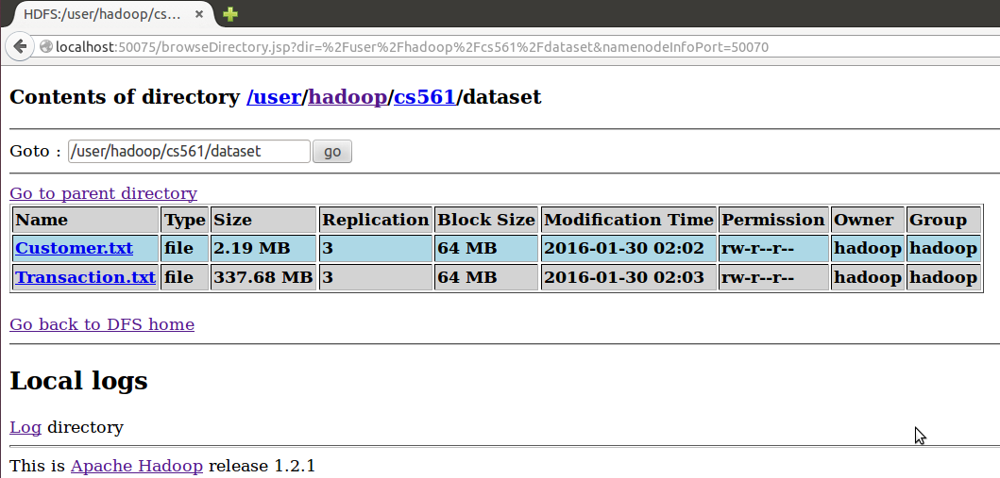 HDFS:/user/hadoop/cs...
localhost:50075/browseDirectory.jsp?dir=%2Fuser%2Fhadoop%2Fcs561%2Fdataset&namenodeInfoPort=50070
Contents of directory /user/hadoop/cs561/dataset
Goto : /user/hadoop/cs561/dataset go
Go to parent directory
Name Type Size Replication Block Size Modification Time Permission Owner Group
Customer.txt file 2.19 MB 3 64 MB 2016-01-30 02:02 rw-r--r-- hadoop hadoop
Transaction.txt file 337.68 MB 3 64 MB 2016-01-30 02:03 rw-r--r-- hadoop hadoop
Go back to DFS home
Local logs
Log directory
This is Apache Hadoop release 1.2.1